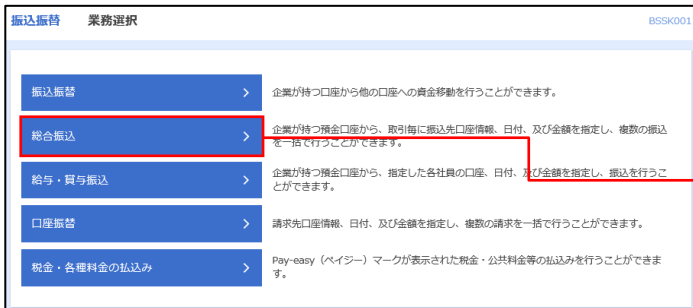 振込振替 業務選択 BSSK001
振込振替 企業が持つ口座から他の口座への資金移動を行うことができます。
総合振込 企業が持つ預金口座から、取引毎に振込先口座情報、日付、及び金額を指定し、複数の振込
を一括で行うことができます。
給与・賞与振込 企業が持つ預金口座から、指定した各社員の口座、日付、及び金額を指定し、振込を行うこ
とができます。
口座振替 請求先口座情報、日付、及び金額を指定し、複数の請求を一括で行うことができます。
税金・各種料金の払込み Pay-easy（ペイジー）マークが表示された税金・公共料金等の払込みを行うことができま
す。